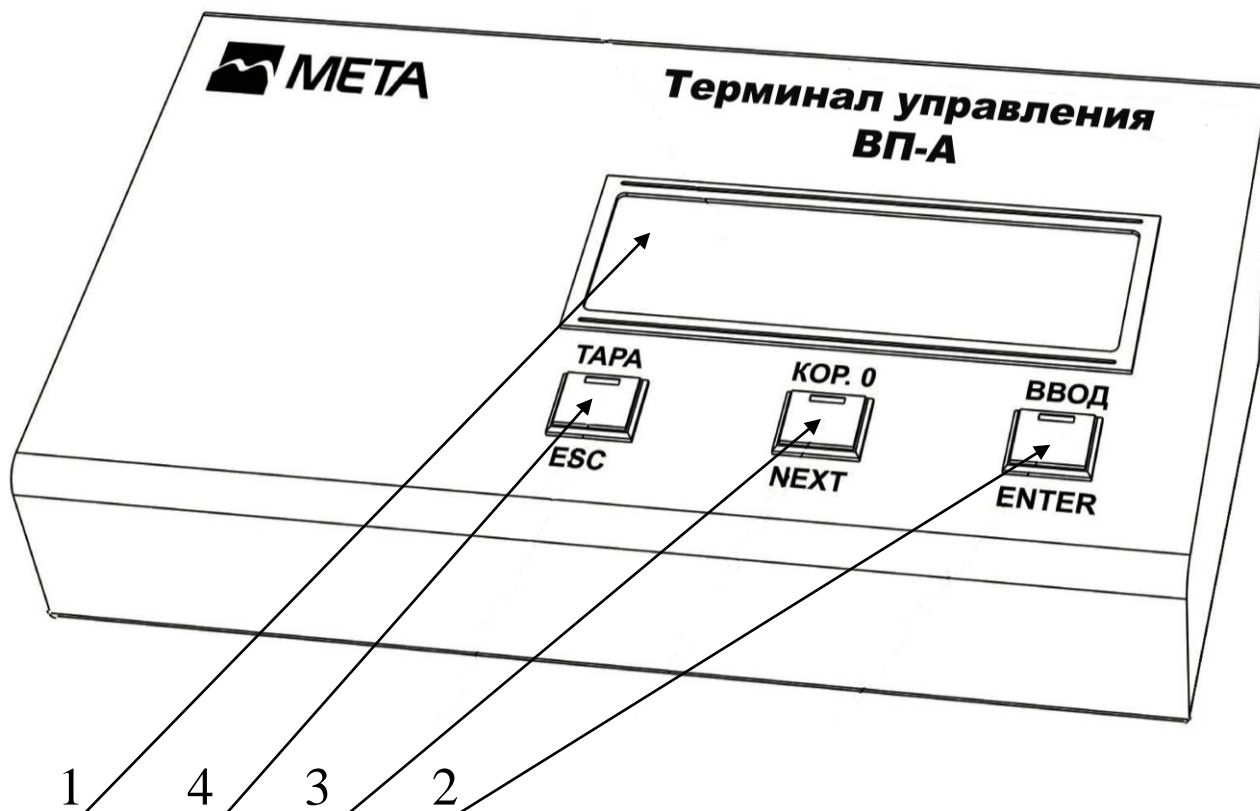 META
Терминал управления
ВП-А
ТАРА
КОР. 0
ВВОД
ESC
NEXT
ENTER
1 4 3 2